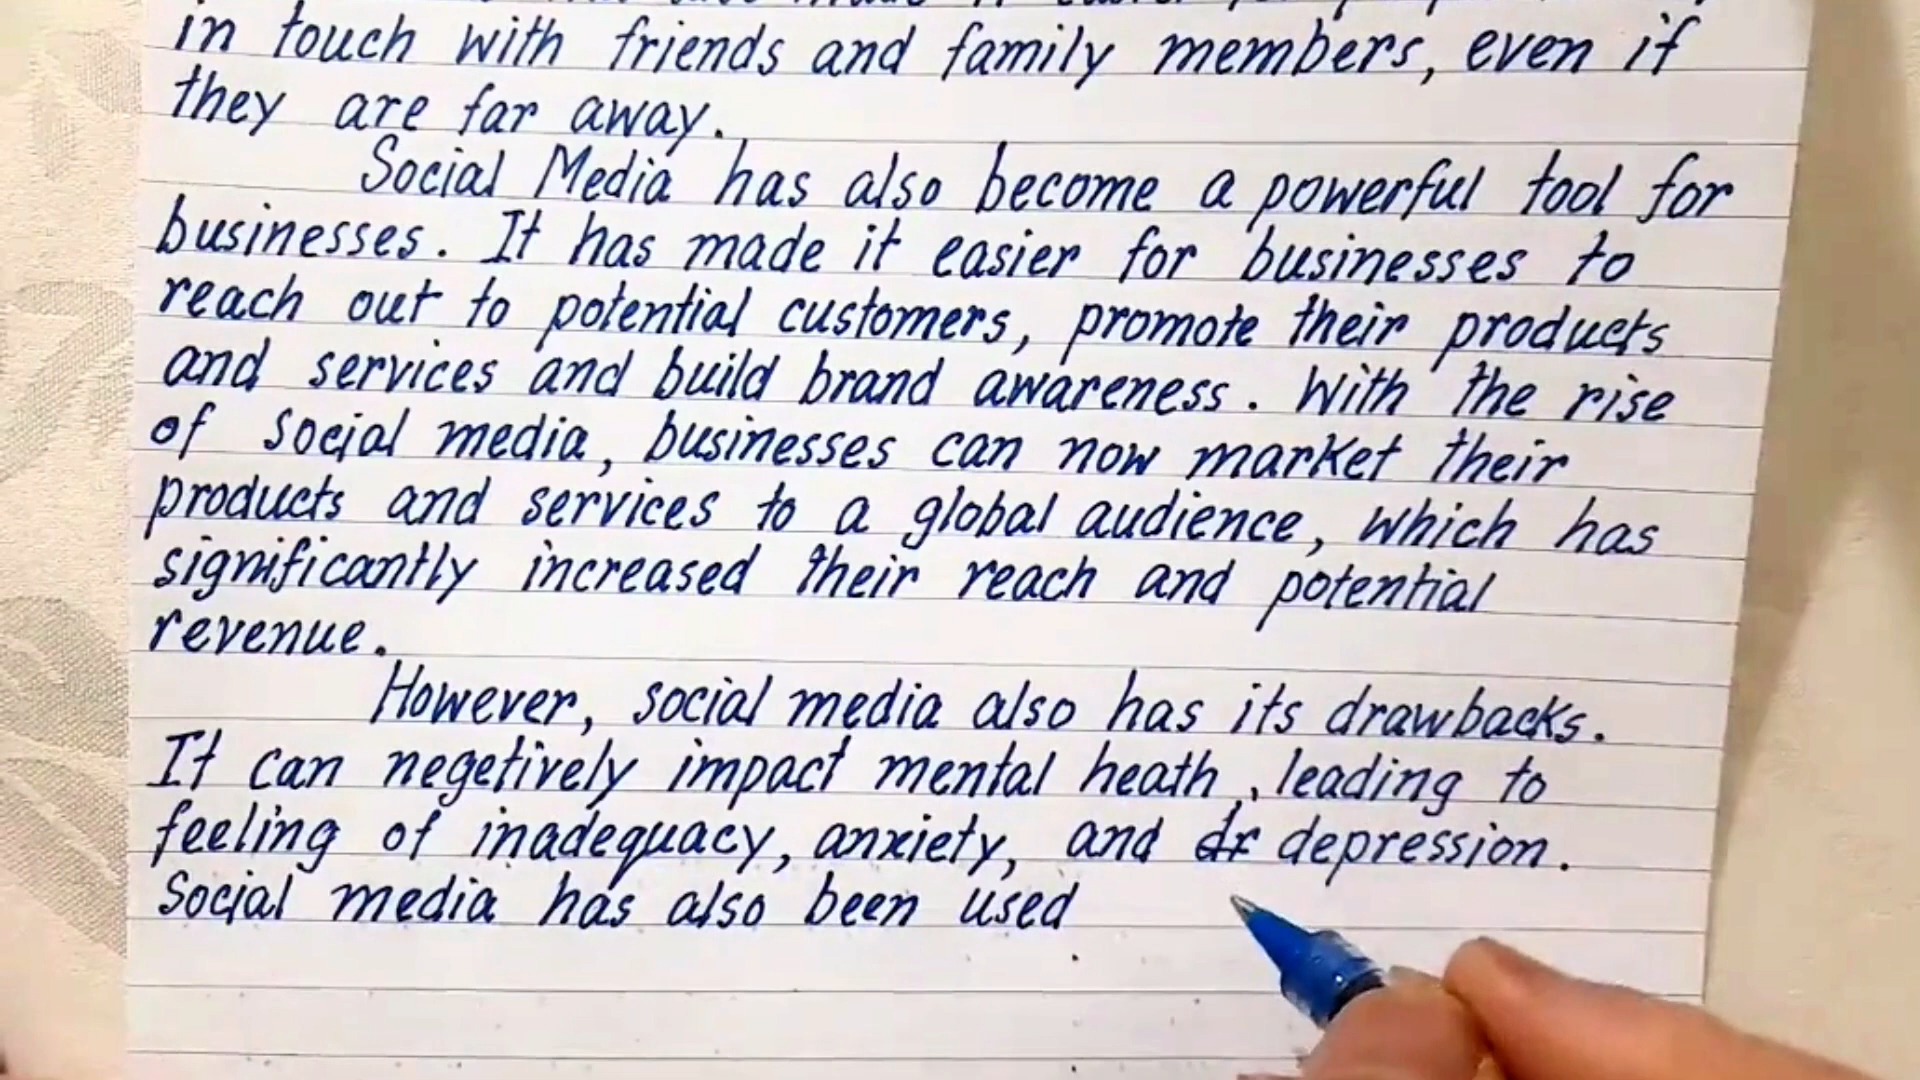 made it easier for
in touch with friends and family members, even if
they are far away.
Social Media has also become a powerful tool for
businesses. It has made it easier for businesses to
reach out to potential customers, promote their products
and services and build brand awareness. With the rise
of social media, businesses can now market their
products and services to a global audience, which has
significantly increased their reach and potential
revenue.
However, social media also has its drawbacks.
It can negetively impact mental heath, leading to
feeling of inadequacy, anxiety, and depression.
Social media has also been used